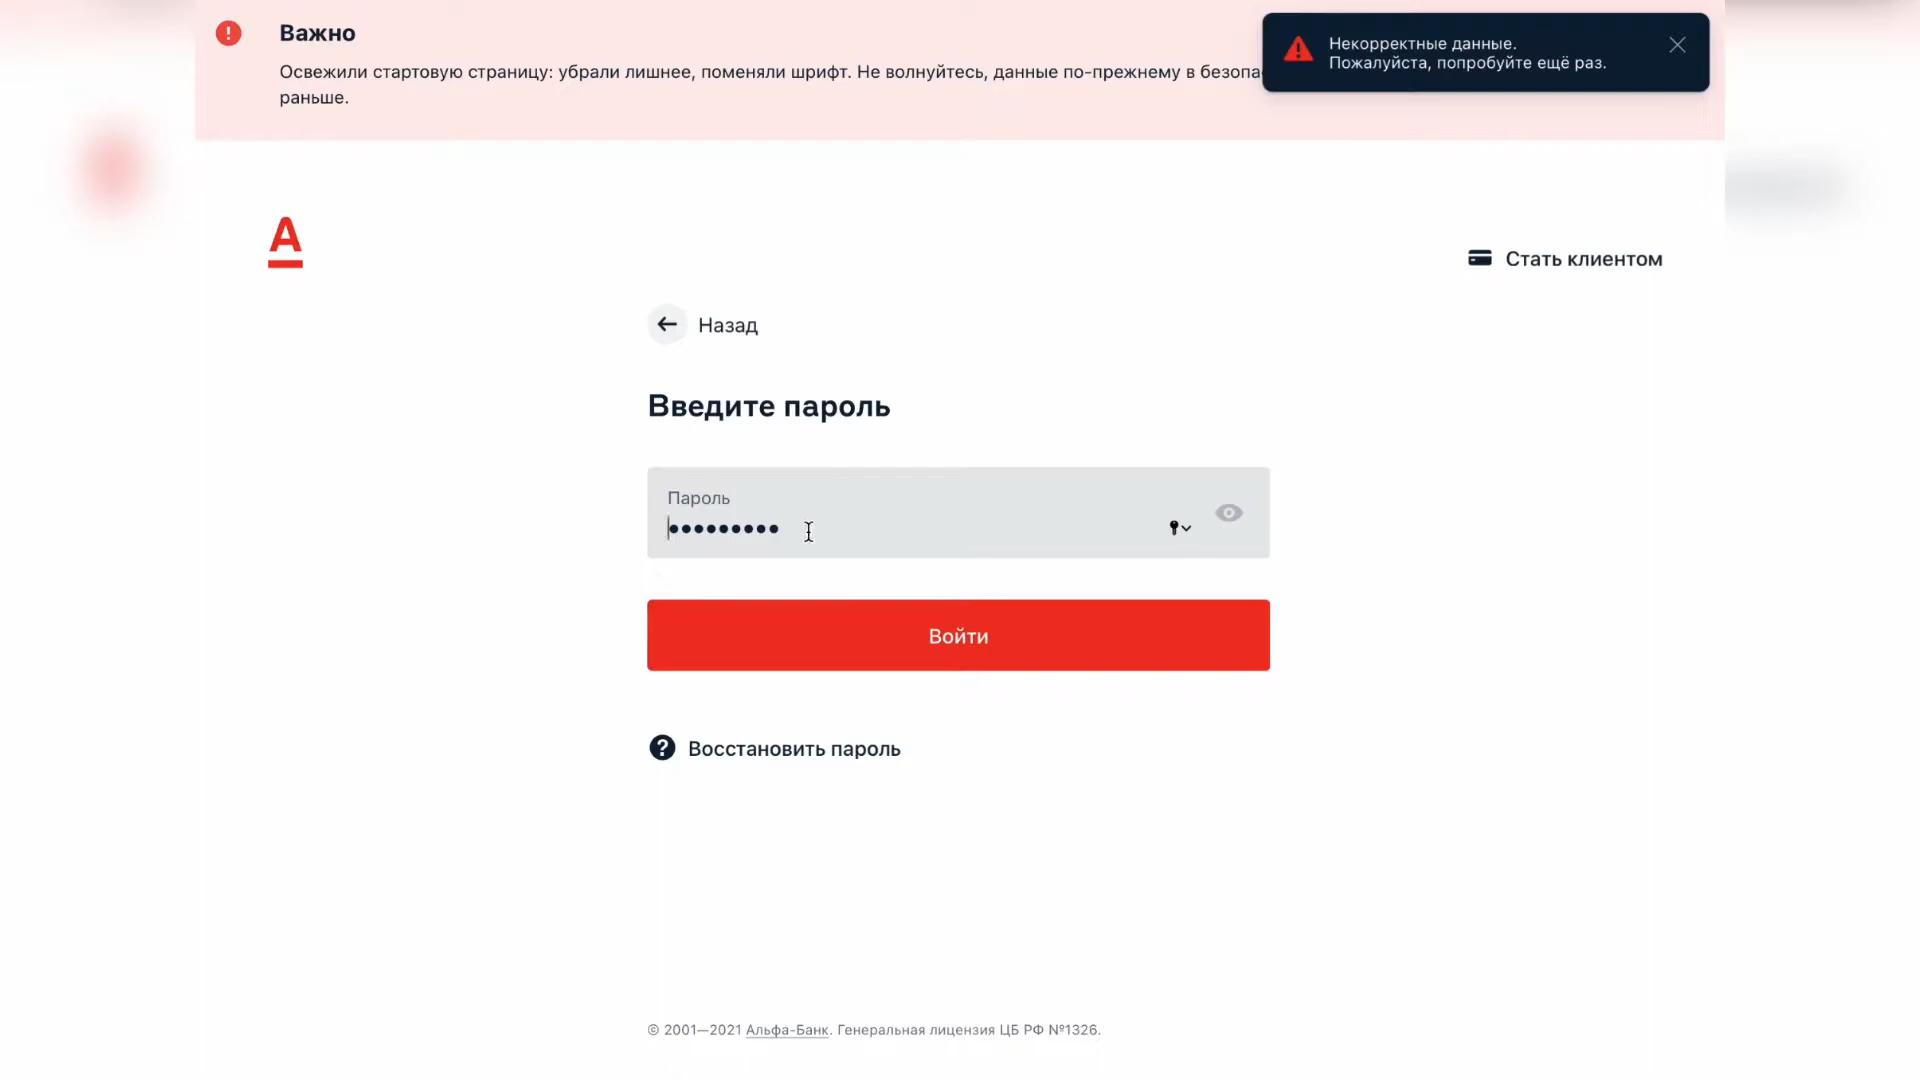 Важно
Освежили стартовую страницу: убрали лишнее, поменяли шрифт. Не волнуйтесь, данные по-прежнему в
раньше.
Некорректные данные.
Пожалуйста, попробуйте ещё раз.
А
Стать клиентом
Назад
Введите пароль
Пароль
Войти
Восстановить пароль
© 2001—2021 Альфа-Банк. Генеральная лицензия ЦБ РФ №1326.